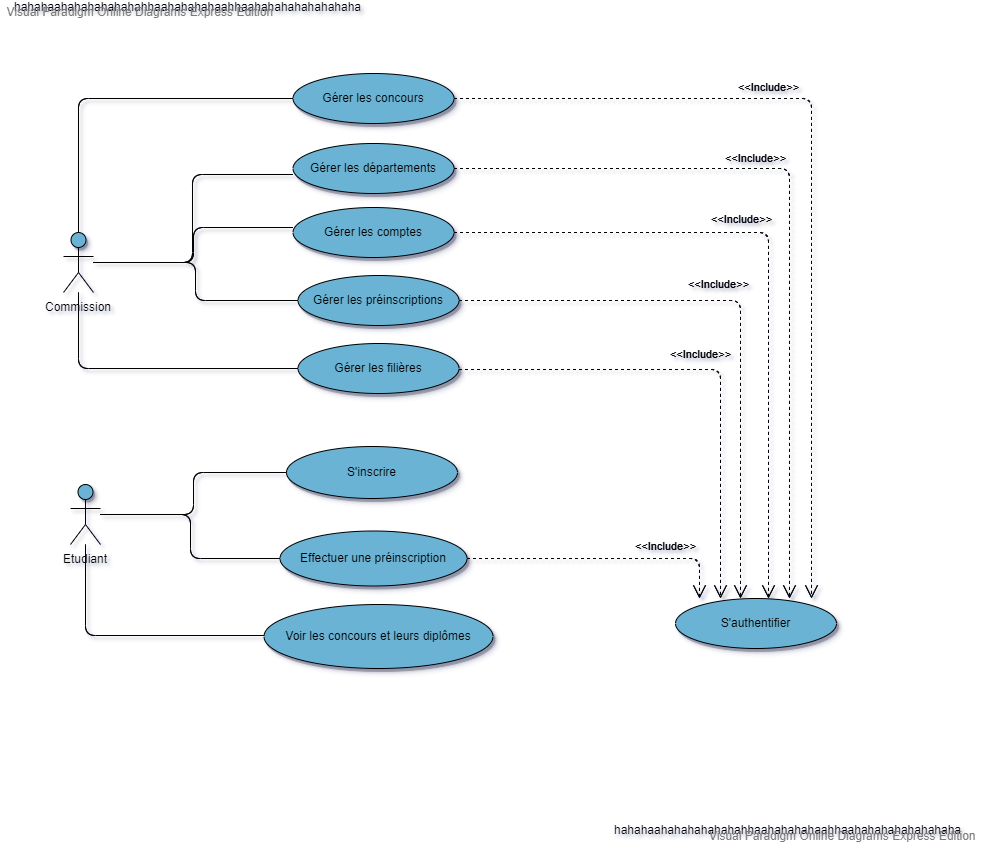 hahahaahahahahahahahhaahahahahaahhaahahahahahahahaha
Visual Paradigm Online Diagrams Express Edition
<<Include>>
Gérer les concours
<<Include>>
Gérer les départements
<<Include>>
Gérer les comptes
<<Include>>
Gérer les préinscriptions
Commission
<<Include>>
Gérer les filières
S'inscrire
<<Include>>
Etudiant
Effectuer une préinscription
S'authentifier
Voir les concours et leurs diplômes
hahahaahahahahahahahhaahahahahaahhaahahahahahahahaha
Visual Paradigm Online Diagrams Express Edition